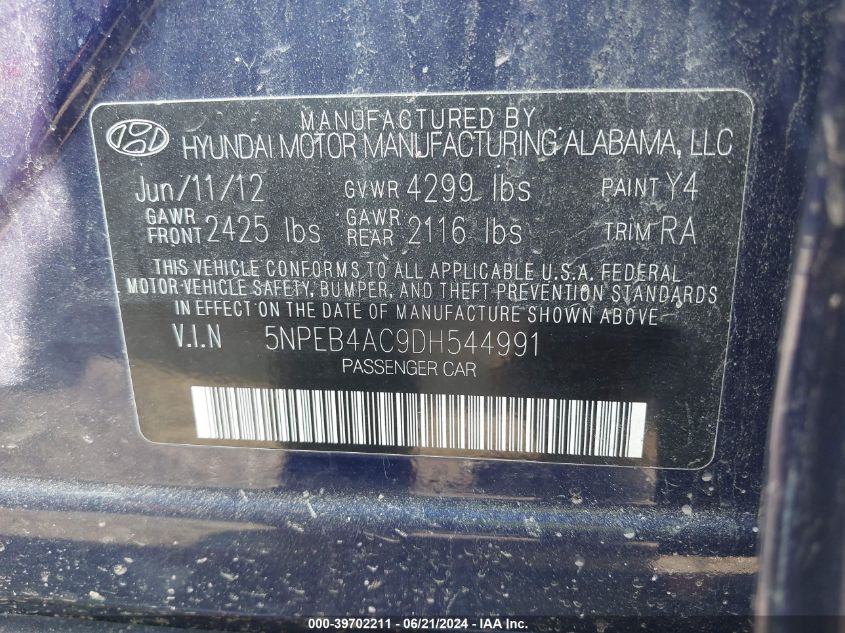 MANUFACTURED BY
HYUNDAI MOTOR MANUFACTURING ALABAMA, LLC
Jun/11/12 GVWR 4299 lbs PAINT Y4
GAWR FRONT 2425 lbs GAWR REAR 2116 lbs TRIM RA
THIS VEHICLE CONFORMS TO ALL APPLICABLE U.S.A. FEDERAL
MOTOR VEHICLE SAFETY, BUMPER, AND THEFT PREVENTION STANDARDS
IN EFFECT ON THE DATE OF MANUFACTURE SHOWN ABOVE.
V.I.N 5NPEB4AC9DH544991
PASSENGER CAR
000-39702211 - 06/21/2024 - IAA Inc.